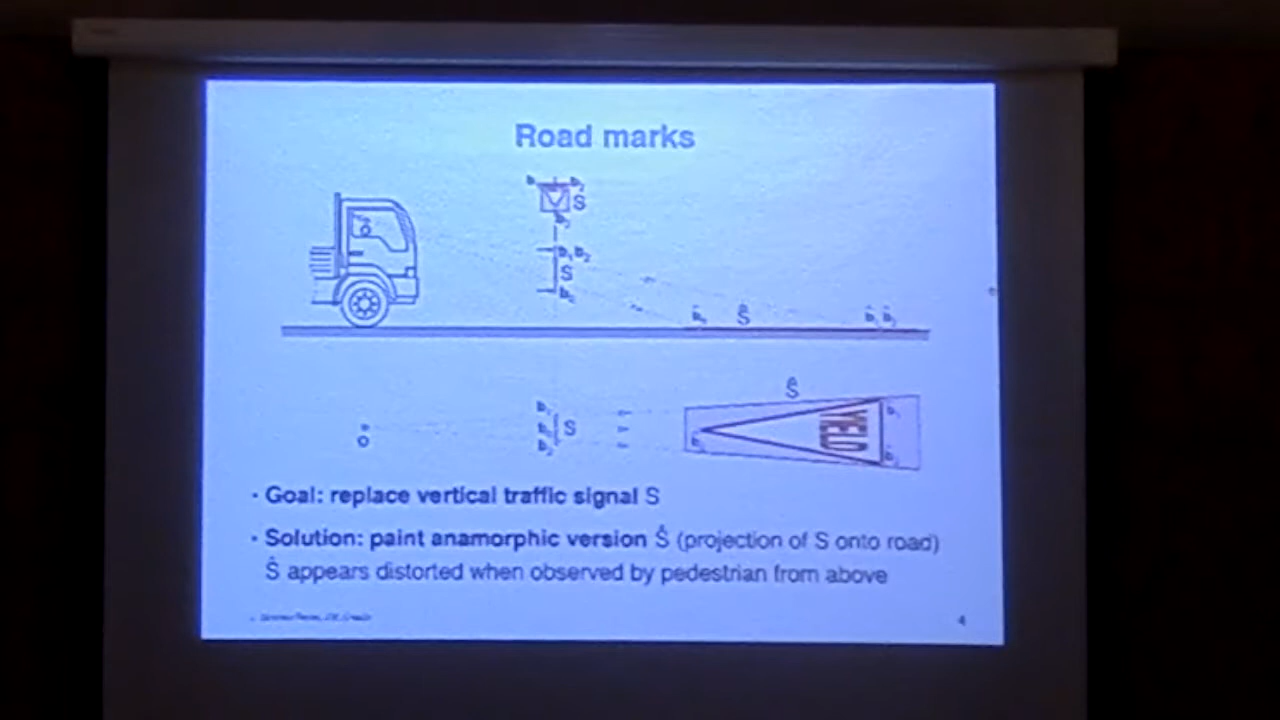 Road marks
S
S
Ŝ
Ŝ
S
O
YIELD
· Goal: replace vertical traffic signal S
· Solution: paint anamorphic version Ŝ (projection of S onto road)
Ŝ appears distorted when observed by pedestrian from above
4